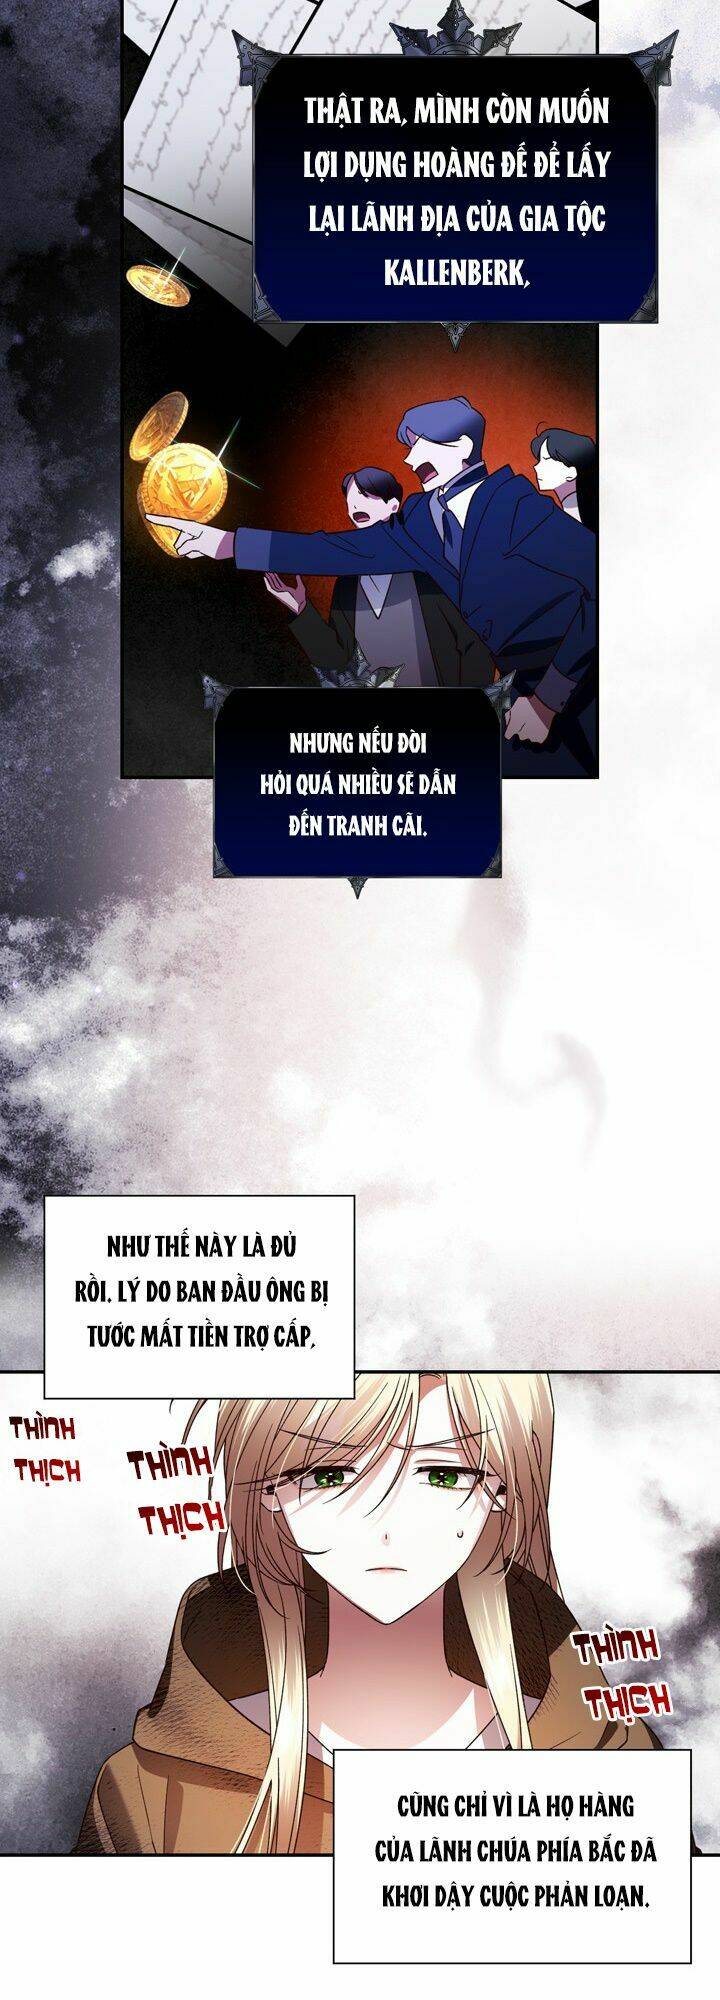 THẬT RA, MÌNH CÒN MUỐN
LỢI DỤNG HOÀNG ĐẾ ĐỂ LẤY
LẠI LÃNH ĐỊA CỦA GIA TỘC
KALLENBERK,
NHƯNG NẾU ĐÒI
HỎI QUÁ NHIỀU SẼ DẪN
ĐẾN TRANH CÃI.
NHƯ THẾ NÀY LÀ ĐỦ
RỒI. LÝ DO BAN ĐẦU ÔNG BỊ
TƯỚC MẤT TIỀN TRỢ CẤP,
THÌNH
THỊCH
THÌNH
THỊCH
THÌNH
THỊCH
CŨNG CHỈ VÌ LÀ HỌ HÀNG
CỦA LÃNH CHÚA PHÍA BẮC ĐÃ
KHƠI DẬY CUỘC PHẢN LOẠN.